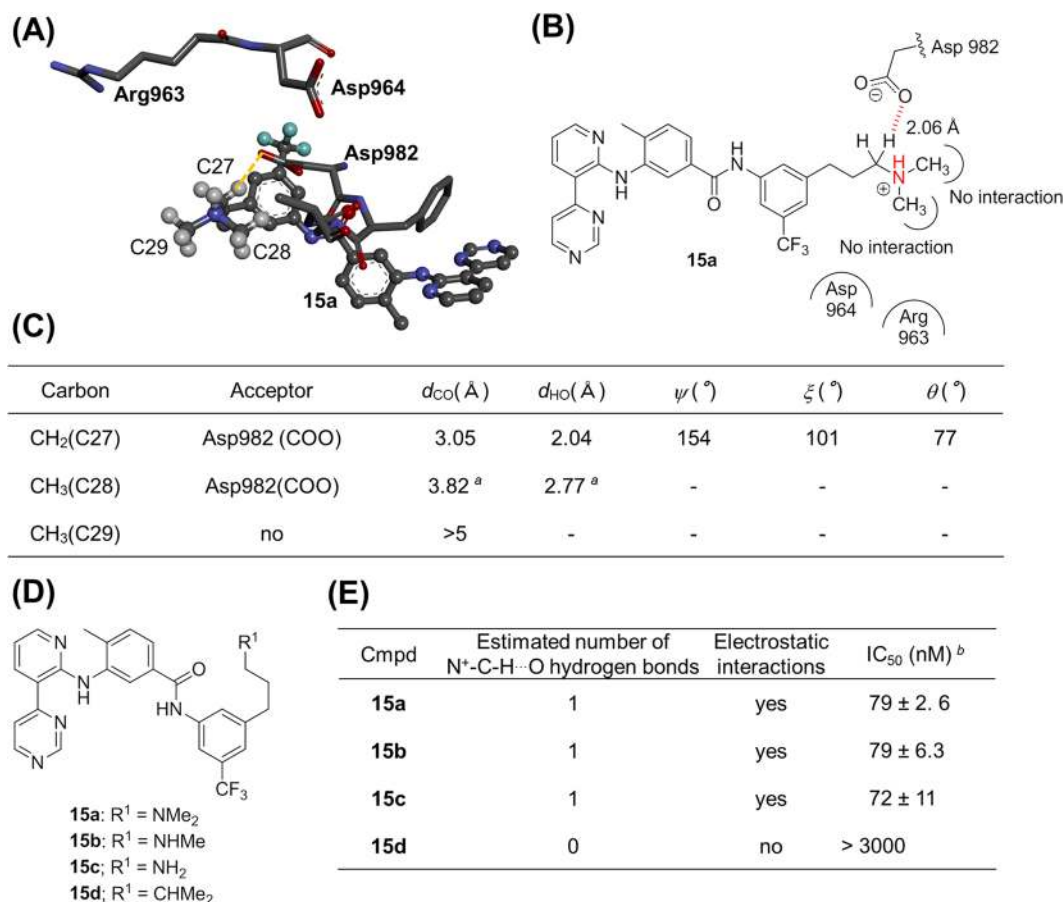 (A)
Arg963
Asp964
Asp982
C27
C29
C28
15a
(B)
Asp 982
⊖
O
O
2.06 Å
H
H
H
N
⊕
CH₃
CH₃
No interaction
No interaction
N
N
H
N
N
O
H
N
CF₃
15a
Asp
964
Arg
963
(C)
Carbon Acceptor dCO(Å) dHO(Å) ψ(°) ξ(°) θ(°)
CH₂(C27) Asp982 (COO) 3.05 2.04 154 101 77
CH₃(C28) Asp982(COO) 3.82 ᵃ 2.77 ᵃ - - -
CH₃(C29) no >5 - - - -
(D)
R¹
N
N
H
O
N
N
N
H
CF₃
15a: R¹ = NMe₂
15b: R¹ = NHMe
15c; R¹ = NH₂
15d; R¹ = CHMe₂
(E)
Cmpd Estimated number of N⁺-C-H···O hydrogen bonds Electrostatic interactions IC₅₀ (nM) ᵇ
15a 1 yes 79 ± 2. 6
15b 1 yes 79 ± 6.3
15c 1 yes 72 ± 11
15d 0 no > 3000